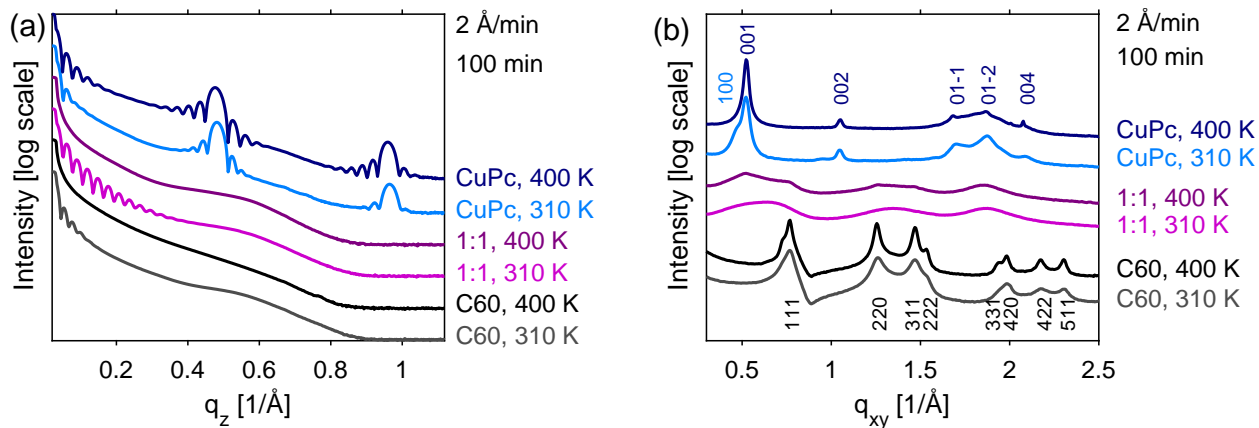 (a)
2 Å/min
100 min
CuPc, 400 K
CuPc, 310 K
1:1, 400 K
1:1, 310 K
C60, 400 K
C60, 310 K
Intensity [log scale]
0.2 0.4 0.6 0.8 1
q_z [1/Å]
(b)
2 Å/min
100 min
100
001
002
01-1
01-2
004
CuPc, 400 K
CuPc, 310 K
1:1, 400 K
1:1, 310 K
C60, 400 K
C60, 310 K
111
220
311
222
331
420
422
511
Intensity [log scale]
0.5 1 1.5 2 2.5
q_xy [1/Å]